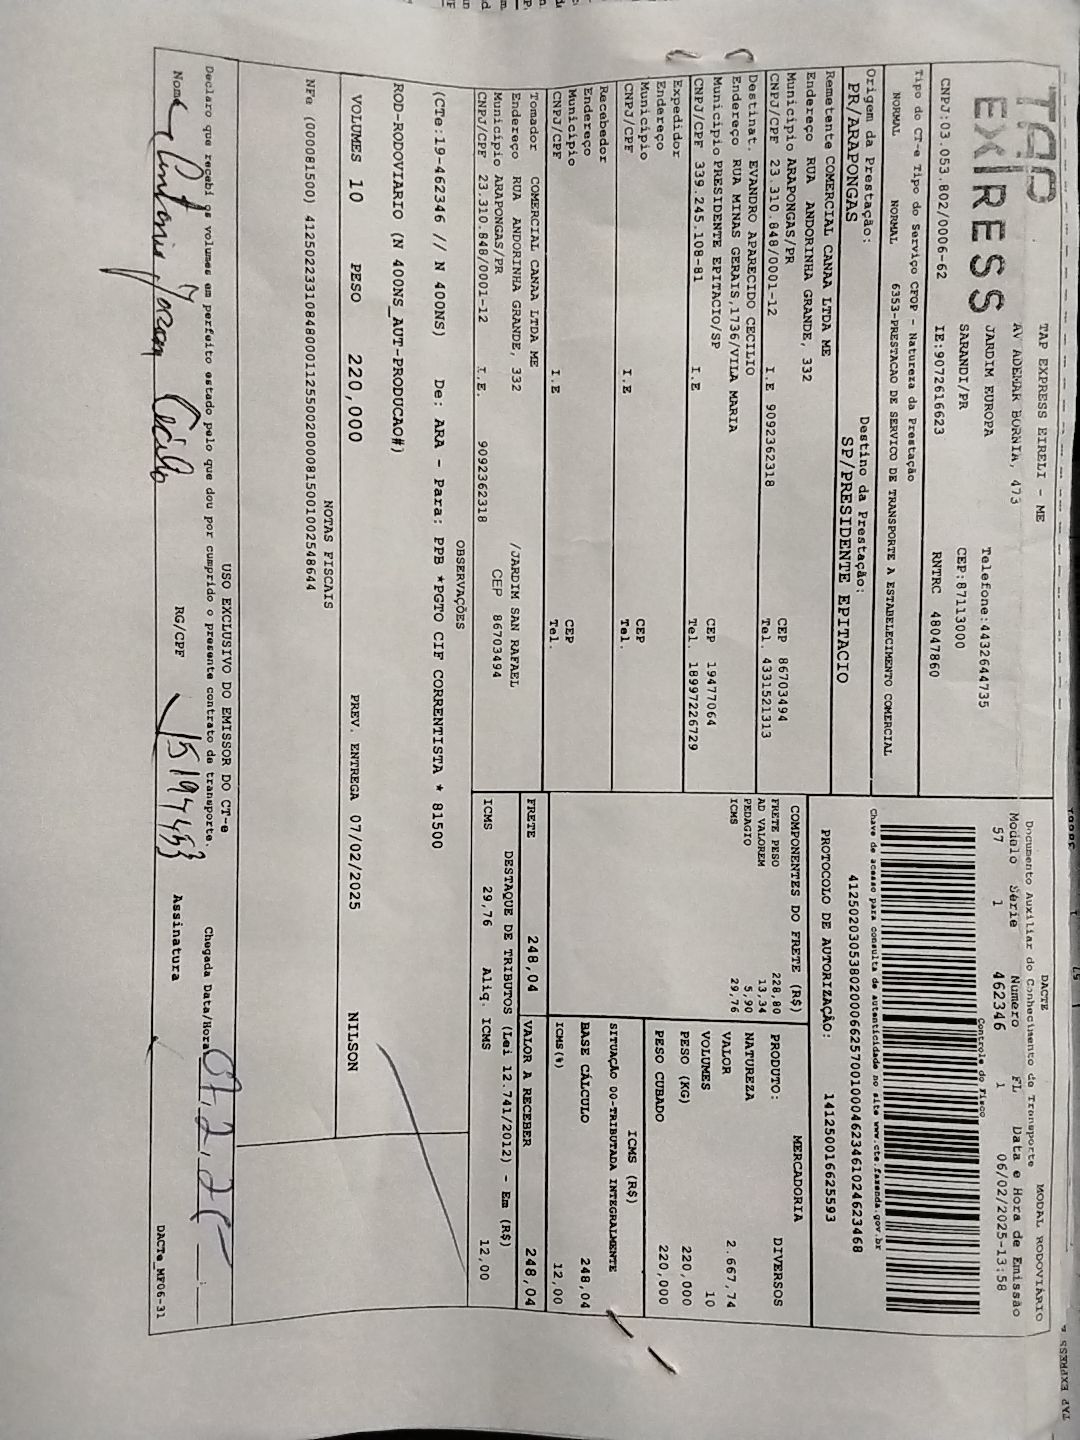 TAP EX|RESS
TAP EXPRESS EIRELI - ME
AV ADEMAR BORNIA, 473
JARDIM EUROPA Telefone:4432644735
SARANDI/PR CEP:87113000
CNPJ:03.053.802/0006-62 IE:9072616623 RNTRC 48047860
Tipo do CT-e Tipo do Serviço CFOP - Natureza da Prestação
NORMAL NORMAL 6353-PRESTACAO DE SERVICO DE TRANSPORTE A ESTABELECIMENTO COMERCIAL
Origem da Prestação: Destino da Prestação:
PR/ARAPONGAS SP/PRESIDENTE EPITACIO
Remetente COMERCIAL CANAA LTDA ME
Endereço RUA ANDORINHA GRANDE, 332
Município ARAPONGAS/PR CEP 86703494
CNPJ/CPF 23.310.848/0001-12 I.E 9092362318 Tel. 4331521313
Destinat. EVANDRO APARECIDO CECILIO
Endereço RUA MINAS GERAIS,1736/VILA MARIA
Município PRESIDENTE EPITACIO/SP CEP 19477064
CNPJ/CPF 339.245.108-81 I.E Tel. 18997226729
Expedidor
Endereço
Município CEP
CNPJ/CPF I.E Tel.
Recebedor
Endereço
Município CEP
CNPJ/CPF I.E Tel.
Tomador COMERCIAL CANAA LTDA ME
Endereço RUA ANDORINHA GRANDE, 332 /JARDIM SAN RAFAEL
Município ARAPONGAS/PR CEP 86703494
CNPJ/CPF 23.310.848/0001-12 I.E. 9092362318
DACTE MODAL RODOVIÁRIO
Documento Auxiliar do Conhecimento de Transporte
Modelo Série Numero FL Data e Hora de Emissão
57 1 462346 1 06/02/2025-13:58
Controle do Fisco
Chave de acesso para consulta de autenticidade no site www.cte.fazenda.gov.br
41250203053802000662570010004623461024623468
PROTOCOLO DE AUTORIZAÇÃO: 141250016625593
COMPONENTES DO FRETE (R$)
FRETE PESO 228,80
AD VALOREM 13,34
PEDAGIO 5,90
ICMS 29,76
MERCADORIA
PRODUTO: DIVERSOS
NATUREZA
VALOR 2.667,74
VOLUMES 10
PESO (KG) 220,000
PESO CUBADO 220,000
ICMS (R$)
SITUAÇÃO 00-TRIBUTADA INTEGRALMENTE
BASE CÁLCULO 248,04
ICMS(%) 12,00
FRETE 248,04 VALOR A RECEBER 248,04
DESTAQUE DE TRIBUTOS (Lei 12.741/2012) - Em (R$)
ICMS 29,76 Alíq. ICMS 12,00
OBSERVAÇÕES
(CTe:19-462346 // N 400NS) De: ARA - Para: PPB *PGTO CIF CORRENTISTA * 81500
ROD-RODOVIARIO (N 400NS_AUT-PRODUCAO#)
VOLUMES 10 PESO 220,000 PREV. ENTREGA 07/02/2025 NILSON
NOTAS FISCAIS
NFe (000081500) 41250223310848000112550020000815001002548644
USO EXCLUSIVO DO EMISSOR DO CT-e
Declaro que recebi os volumes em perfeito estado pelo que dou por cumprido o presente contrato de transporte. Chegada Data/Hora 07.2.25 :
Nome Cecilio RG/CPF Assinatura
DACTe_MF06-31
TAP EXPRESS